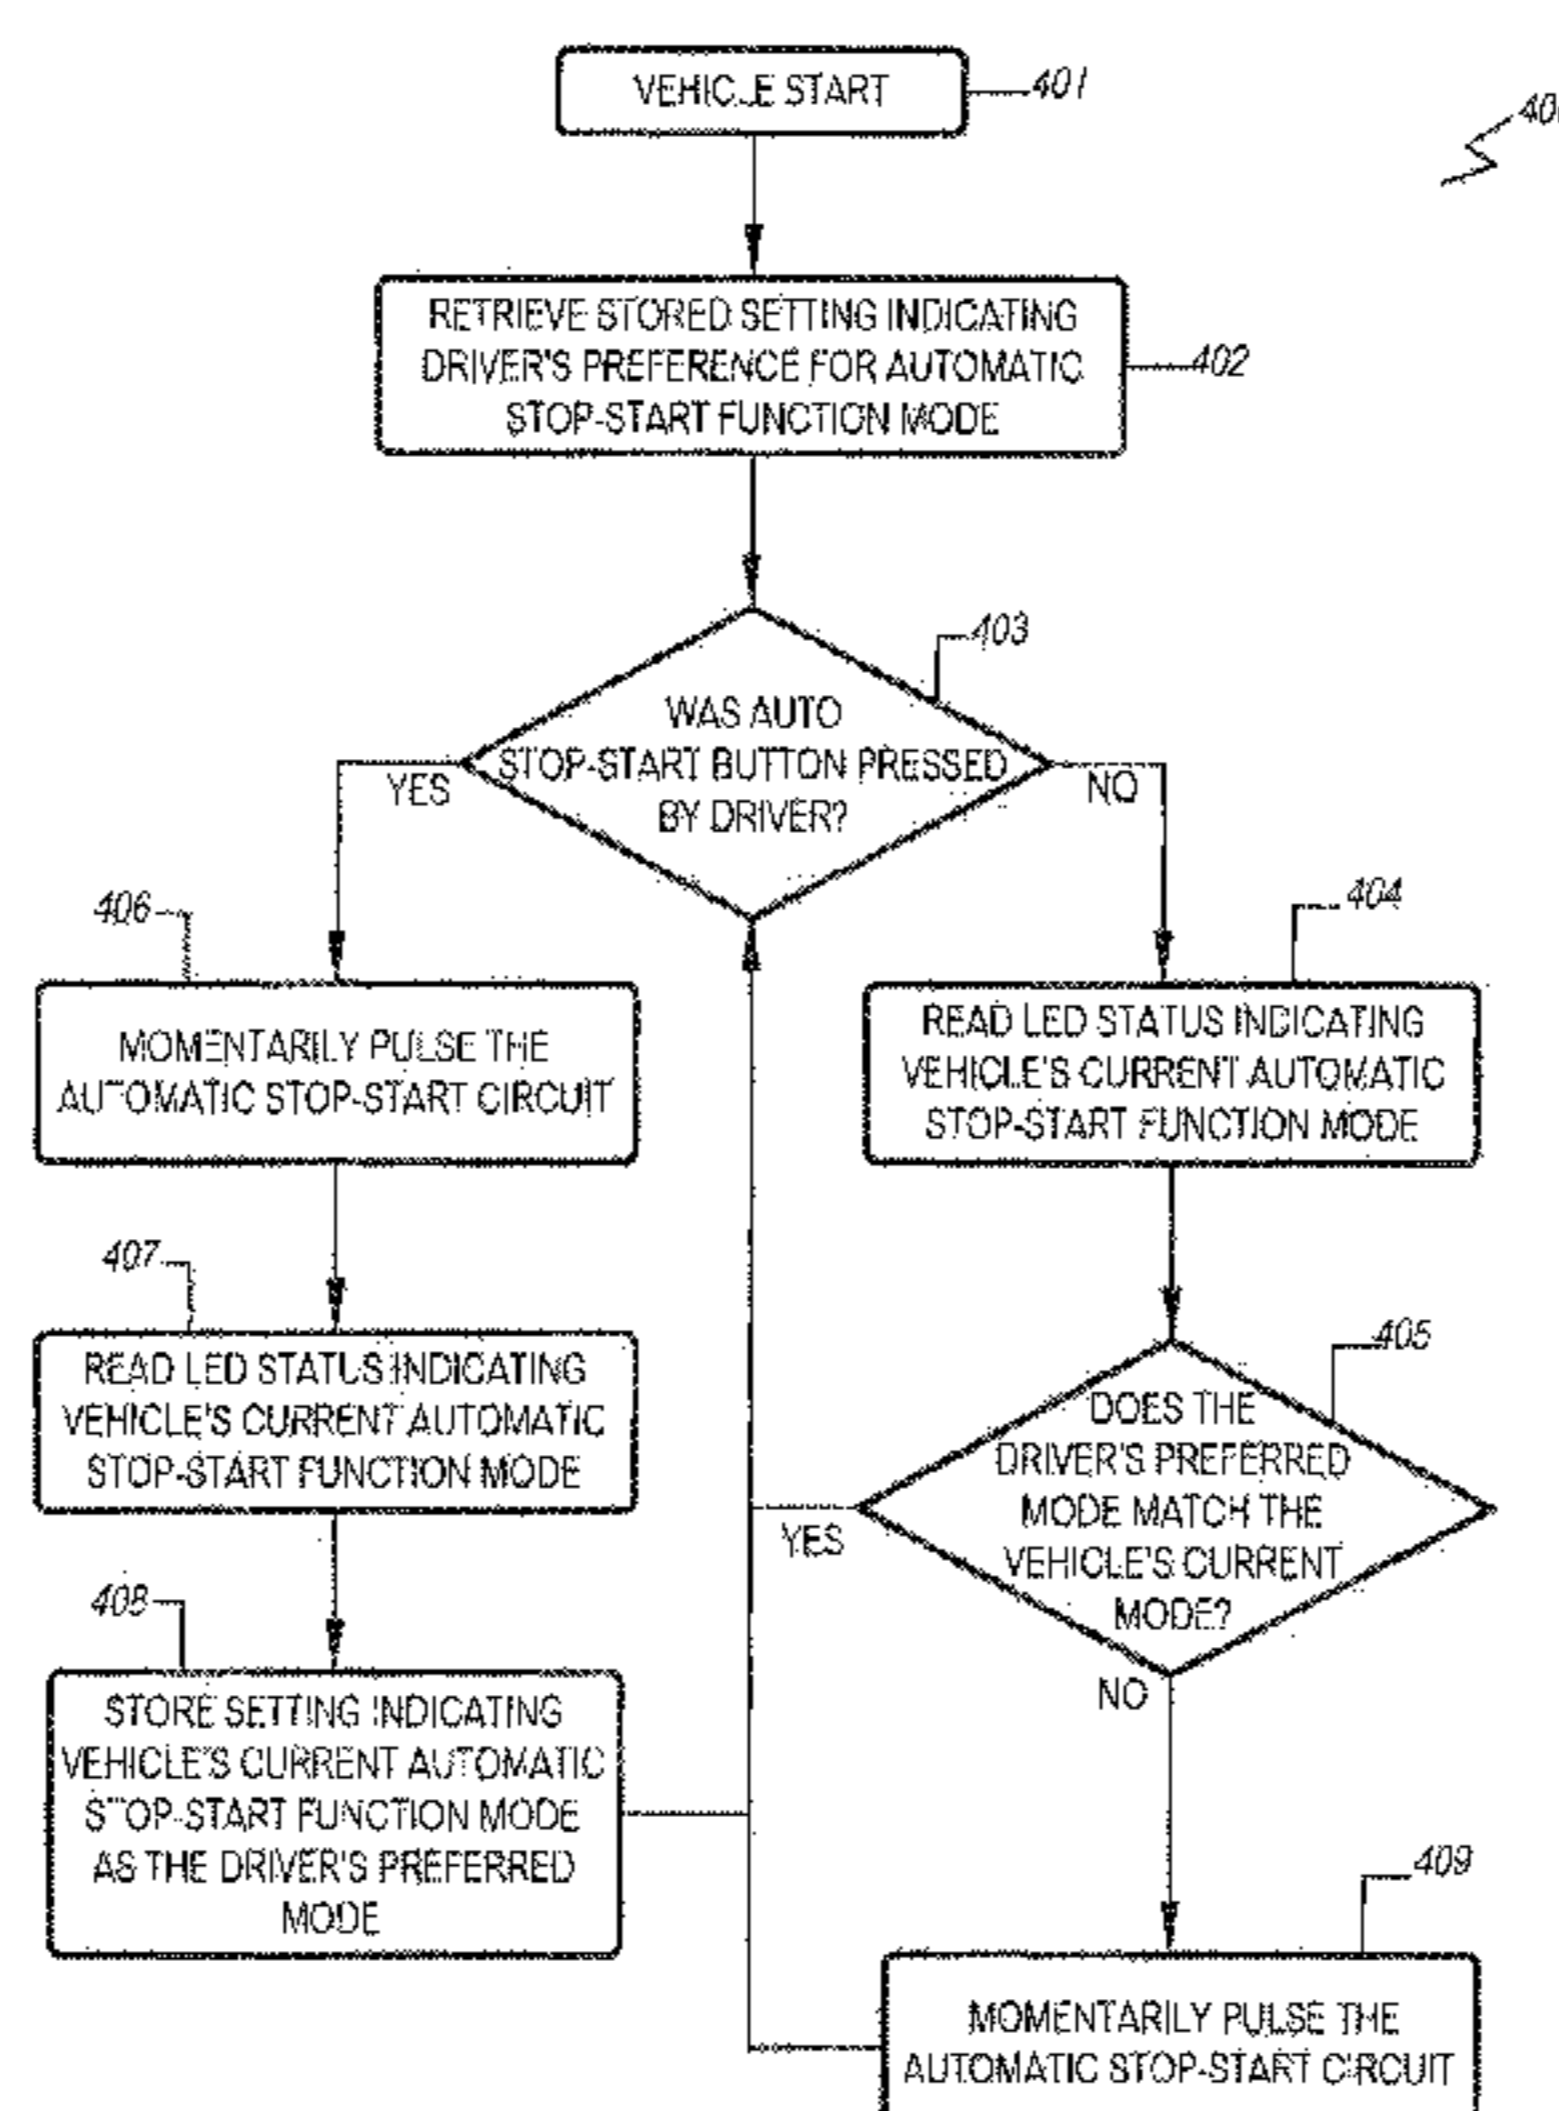 VEHICLE START
401
400
RETRIEVE STORED SETTING INDICATING
DRIVER'S PREFERENCE FOR AUTOMATIC
STOP-START FUNCTION MODE
402
403
WAS AUTO
STOP-START BUTTON PRESSED
BY DRIVER?
YES
NO
406
MOMENTARILY PULSE THE
AUTOMATIC STOP-START CIRCUIT
404
READ LED STATUS INDICATING
VEHICLE'S CURRENT AUTOMATIC
STOP-START FUNCTION MODE
407
READ LED STATUS INDICATING
VEHICLE'S CURRENT AUTOMATIC
STOP-START FUNCTION MODE
405
DOES THE
DRIVER'S PREFERRED
MODE MATCH THE
VEHICLE'S CURRENT
MODE?
YES
NO
408
STORE SETTING INDICATING
VEHICLE'S CURRENT AUTOMATIC
STOP-START FUNCTION MODE
AS THE DRIVER'S PREFERRED
MODE
409
MOMENTARILY PULSE THE
AUTOMATIC STOP-START CIRCUIT